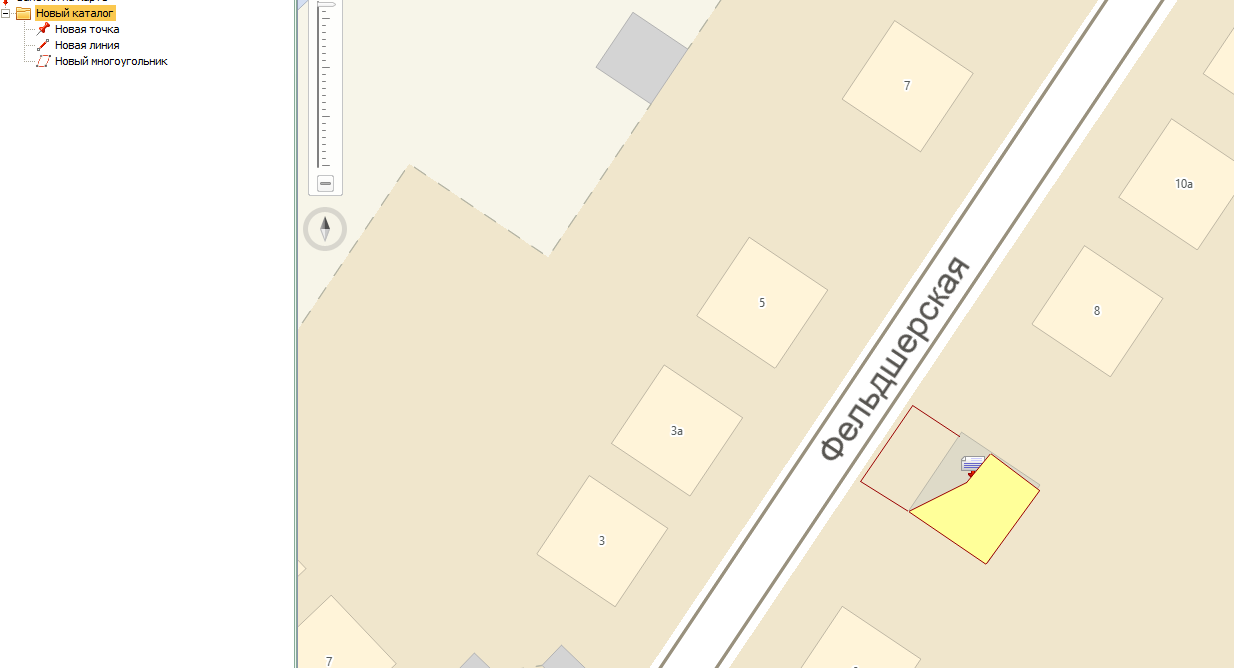 Новый каталог
Новая точка
Новая линия
Новый многоугольник
7
10а
5
8
Фельдшерская
3а
3
7